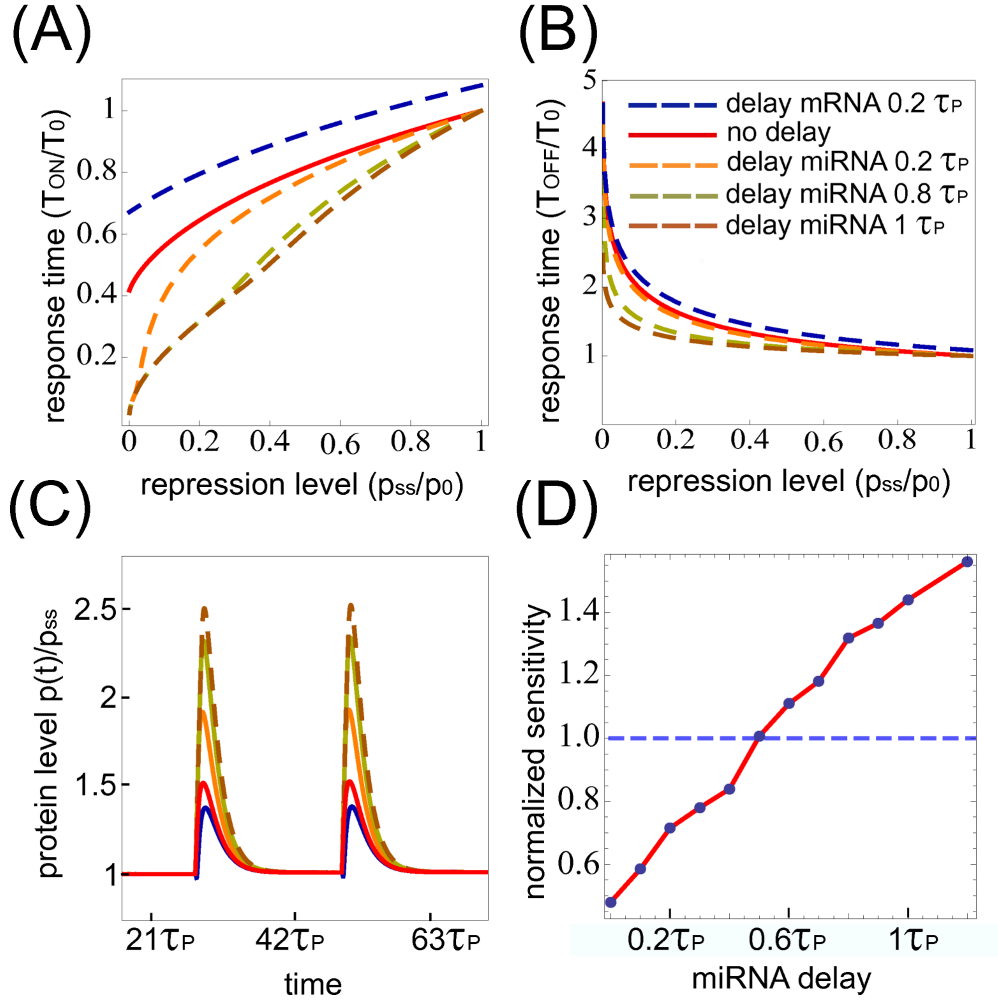 (A)
response time (TON/T0)
1
0.8
0.6
0.4
0.2
0 0.2 0.4 0.6 0.8 1
repression level (pss/p0)
(B)
response time (TOFF/T0)
5
4
3
2
1
0 0.2 0.4 0.6 0.8 1
repression level (pss/p0)
delay mRNA 0.2 τP
no delay
delay miRNA 0.2 τP
delay miRNA 0.8 τP
delay miRNA 1 τP
(C)
protein level p(t)/pss
2.5
2
1.5
1
21τP 42τP 63τP
time
(D)
normalized sensitivity
1.4
1.2
1.0
0.8
0.6
0.2τP 0.6τP 1τP
miRNA delay